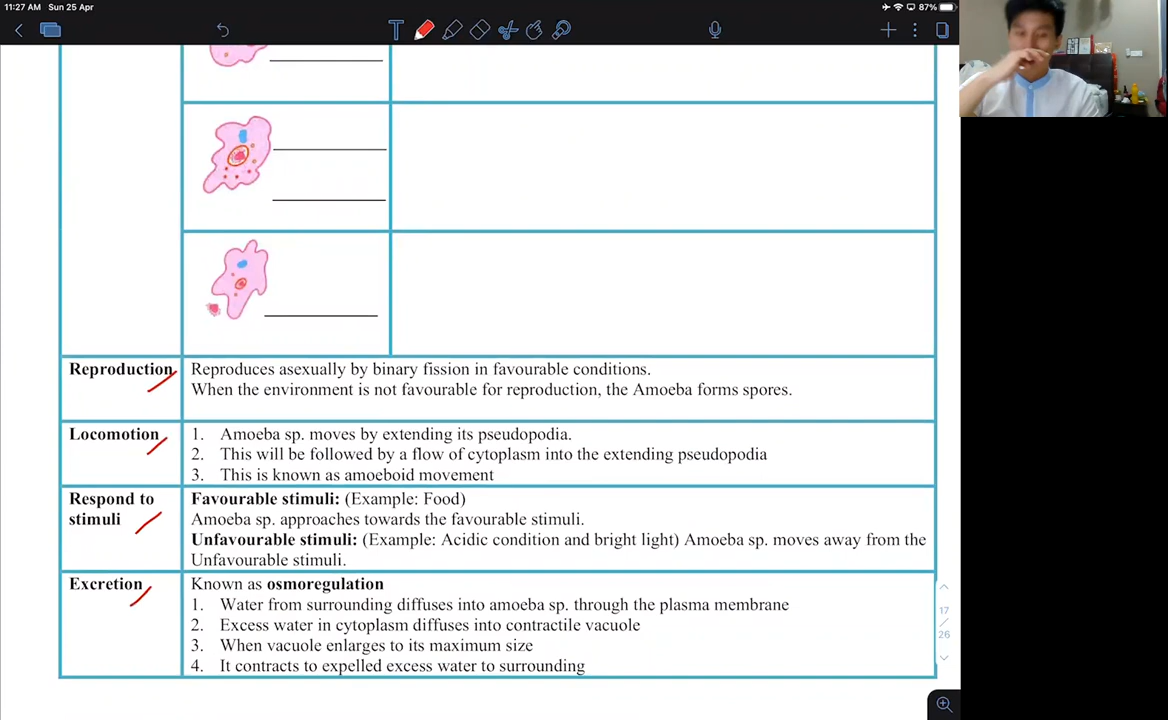 11:27 AM Sun 25 Apr
87%
T
Reproduction
Reproduces asexually by binary fission in favourable conditions.
When the environment is not favourable for reproduction, the Amoeba forms spores.
Locomotion
1. Amoeba sp. moves by extending its pseudopodia.
2. This will be followed by a flow of cytoplasm into the extending pseudopodia
3. This is known as amoeboid movement
Respond to
stimuli
Favourable stimuli: (Example: Food)
Amoeba sp. approaches towards the favourable stimuli.
Unfavourable stimuli: (Example: Acidic condition and bright light) Amoeba sp. moves away from the
Unfavourable stimuli.
Excretion
Known as osmoregulation
1. Water from surrounding diffuses into amoeba sp. through the plasma membrane
2. Excess water in cytoplasm diffuses into contractile vacuole
3. When vacuole enlarges to its maximum size
4. It contracts to expelled excess water to surrounding
17
/
26